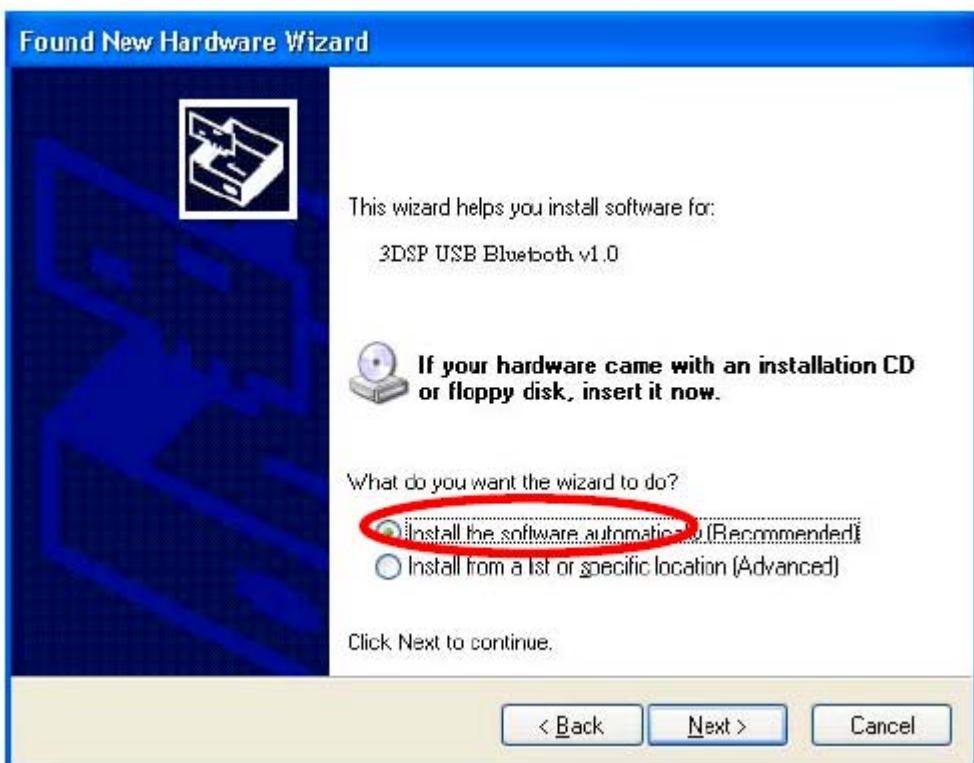 Found New Hardware Wizard
This wizard helps you install software for:
3DSP USB Bluetooth v1.0
If your hardware came with an installation CD
or floppy disk, insert it now.
What do you want the wizard to do?
Install the software automatically (Recommended)
Install from a list or specific location (Advanced)
Click Next to continue.
< Back
Next >
Cancel